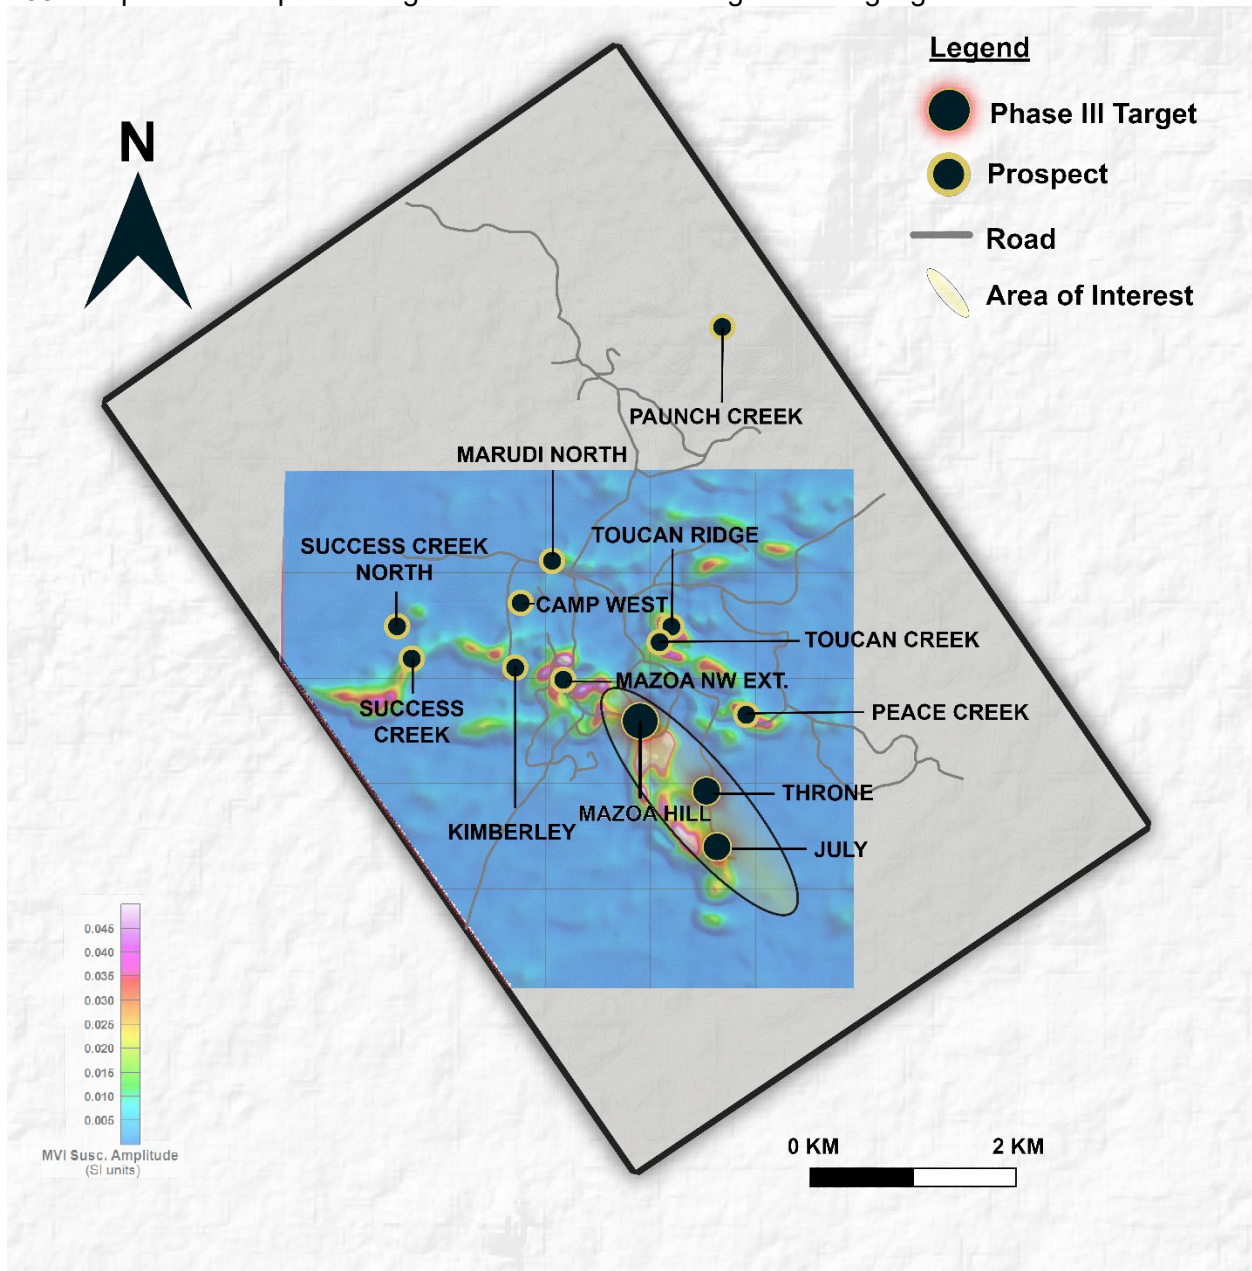 Legend
Phase III Target
Prospect
Road
Area of Interest
N
PAUNCH CREEK
MARUDI NORTH
TOUCAN RIDGE
SUCCESS CREEK
NORTH
CAMP WEST
TOUCAN CREEK
MAZOA NW EXT.
SUCCESS
CREEK
PEACE CREEK
THRONE
MAZOA HILL
KIMBERLEY
JULY
0.045
0.040
0.035
0.030
0.025
0.020
0.015
0.010
0.005
MVI Susc. Amplitude
(SI units)
0 KM 2 KM